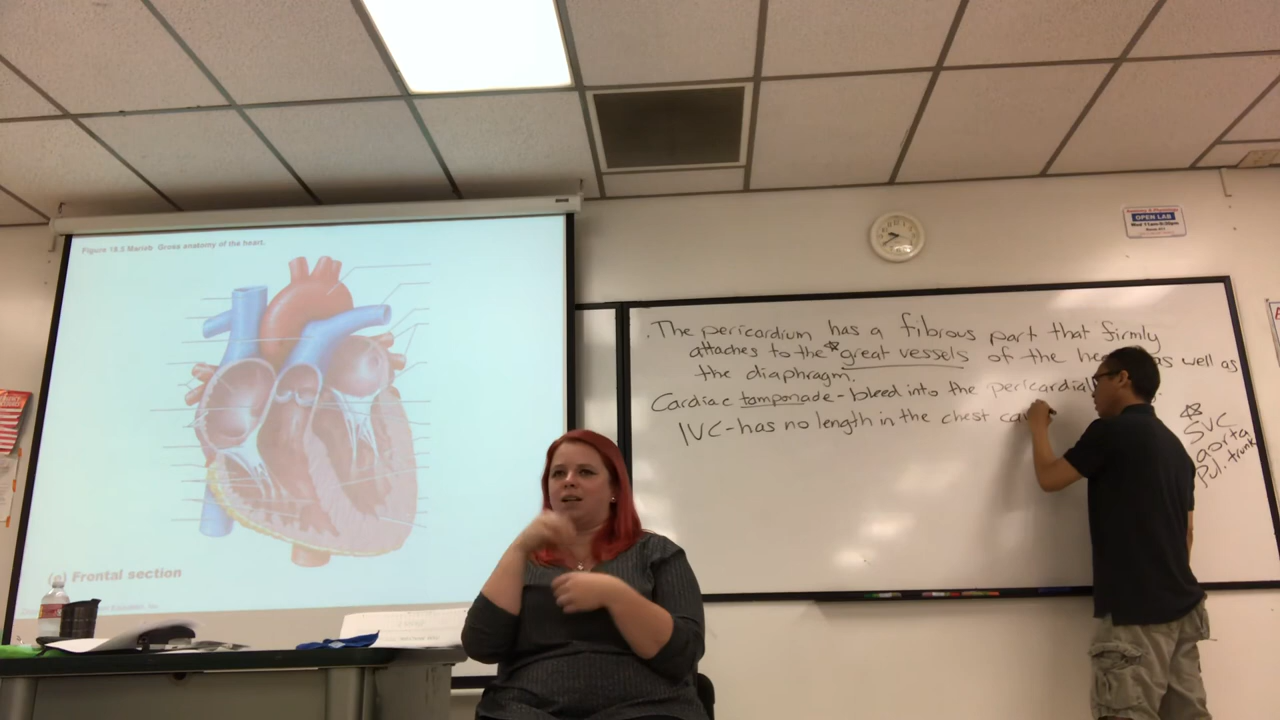 Figure 18.5 Marieb Gross anatomy of the heart.
(e) Frontal section
OPEN LAB
The pericardium has a fibrous part that firmly
attaches to the great vessels of the as well as
the diaphragm.
Cardiac tamponade - bleed into the pericardial
IVC - has no length in the chest
SVC
aorta
Pul. trunk